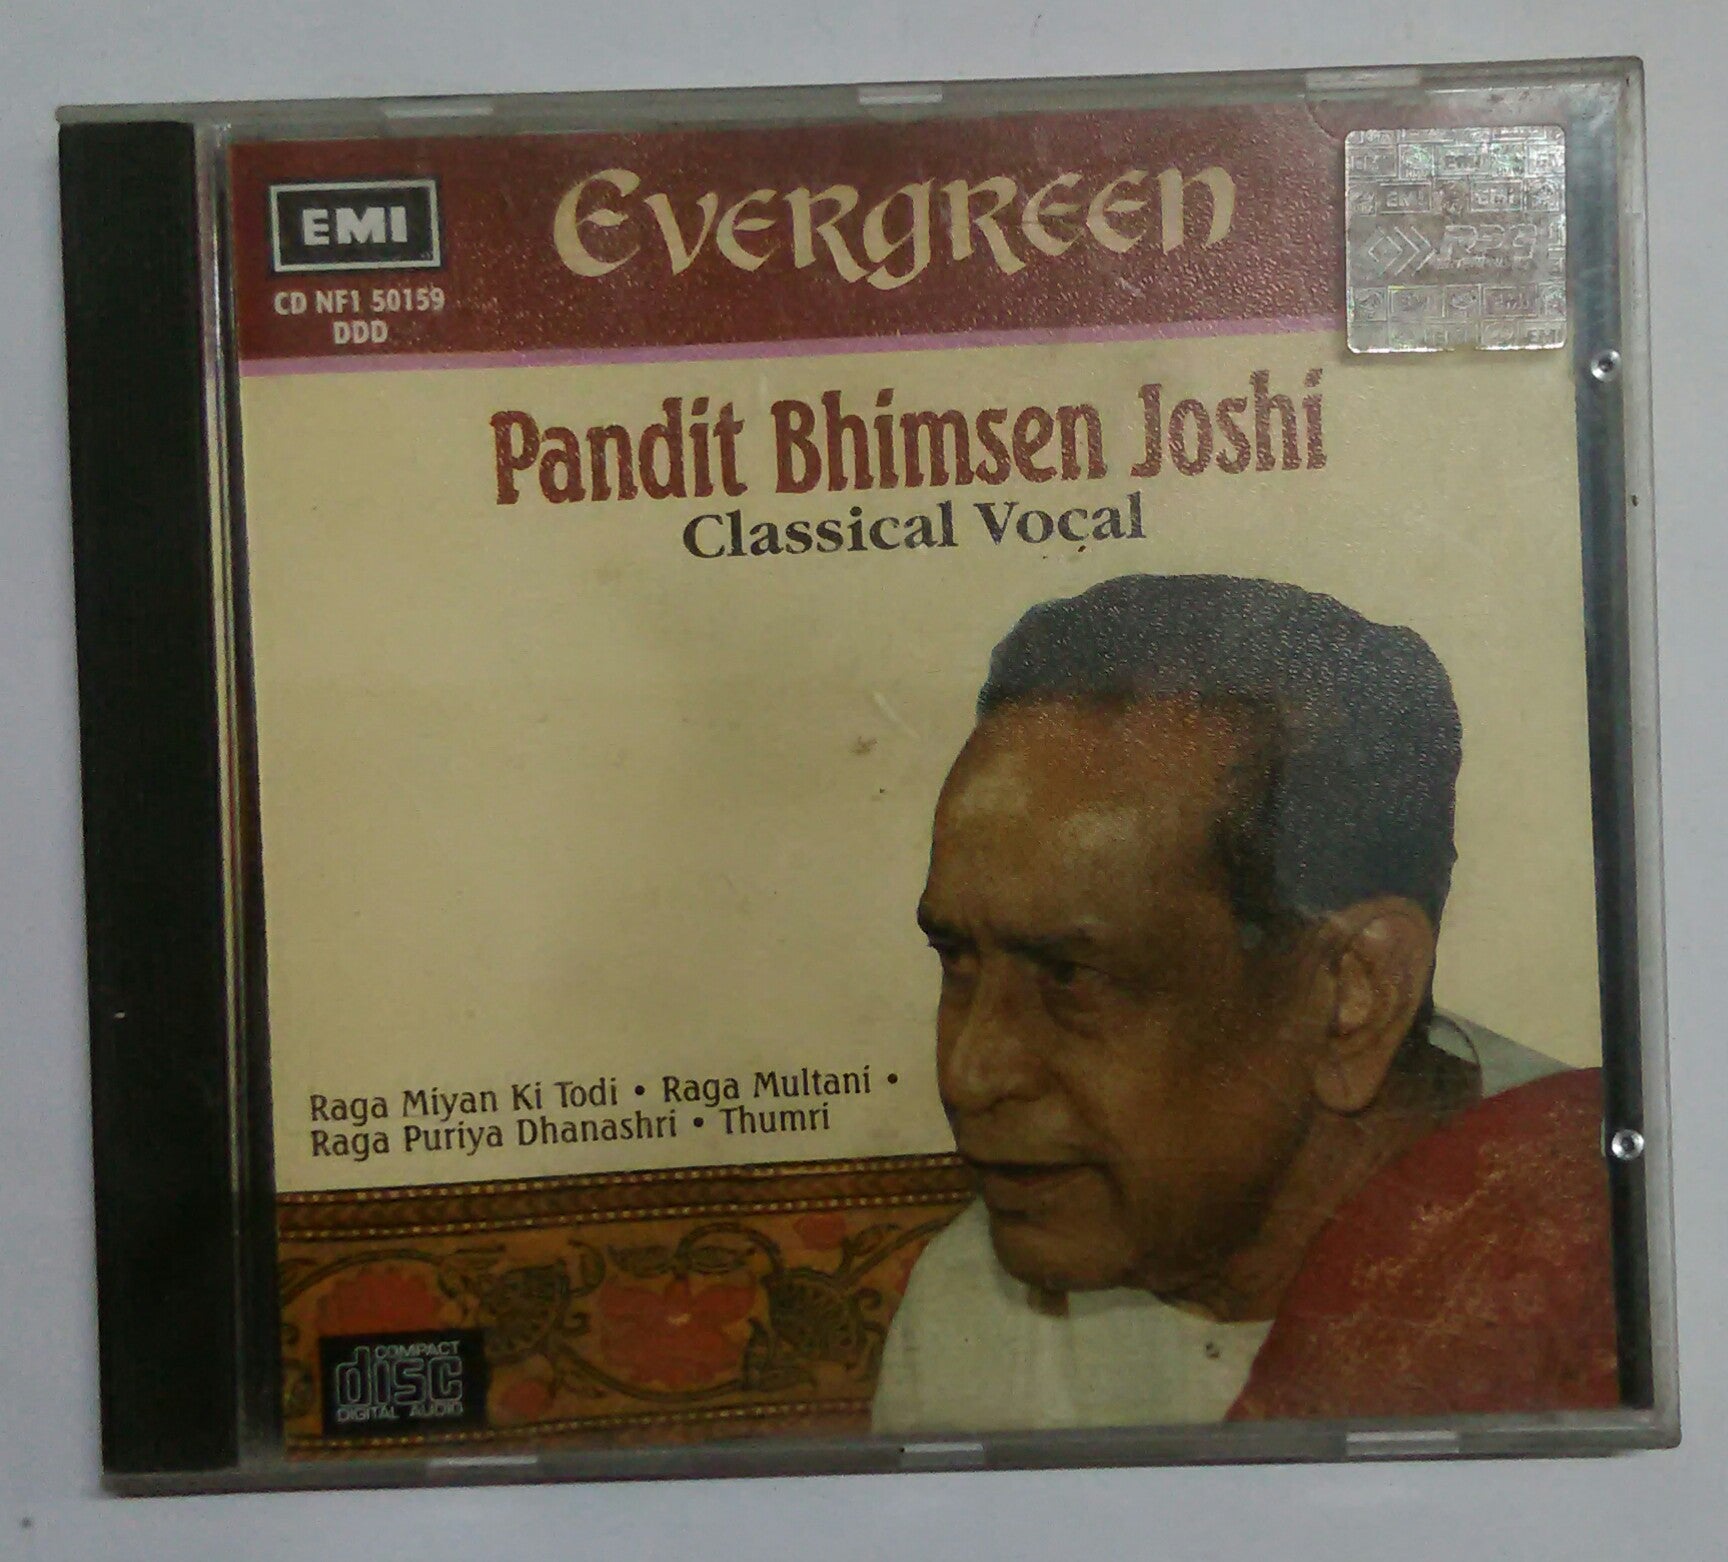 EVERGREEN
EMI
CD NF1 50159
DDD
RPG
Pandit Bhimsen Joshi
Classical Vocal
Raga Miyan Ki Todi • Raga Multani •
Raga Puriya Dhanashri • Thumri
COMPACT
disc
DIGITAL AUDIO